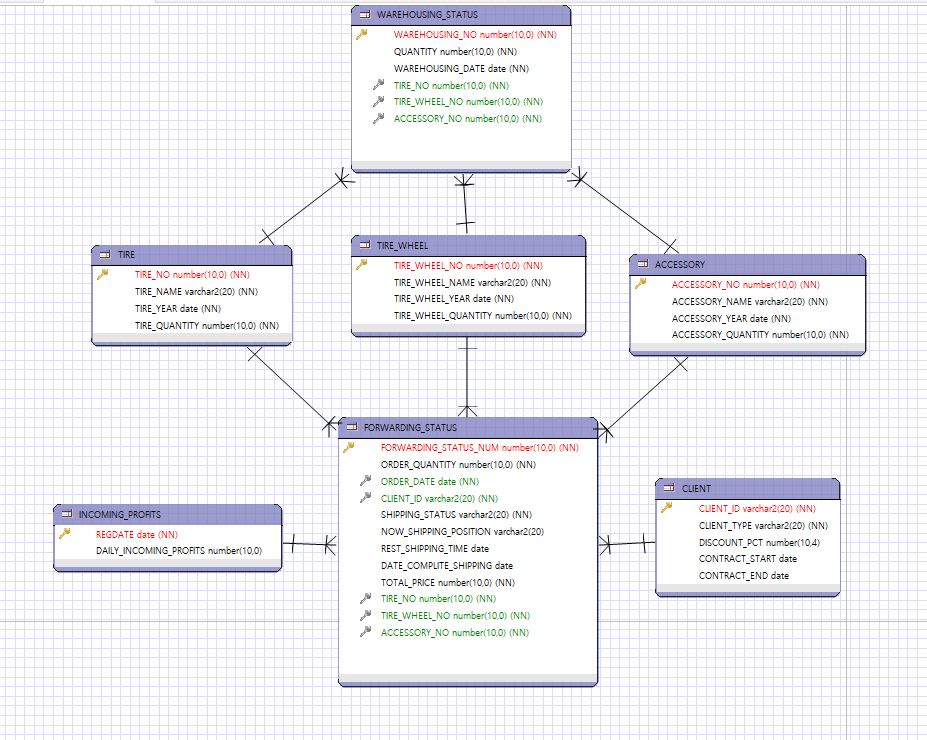 WAREHOUSING_STATUS
WAREHOUSING_NO number(10,0) (NN)
QUANTITY number(10,0) (NN)
WAREHOUSING_DATE date (NN)
TIRE_NO number(10,0) (NN)
TIRE_WHEEL_NO number(10,0) (NN)
ACCESSORY_NO number(10,0) (NN)
TIRE
TIRE_NO number(10,0) (NN)
TIRE_NAME varchar2(20) (NN)
TIRE_YEAR date (NN)
TIRE_QUANTITY number(10,0) (NN)
TIRE_WHEEL
TIRE_WHEEL_NO number(10,0) (NN)
TIRE_WHEEL_NAME varchar2(20) (NN)
TIRE_WHEEL_YEAR date (NN)
TIRE_WHEEL_QUANTITY number(10,0) (NN)
ACCESSORY
ACCESSORY_NO number(10,0) (NN)
ACCESSORY_NAME varchar2(20) (NN)
ACCESSORY_YEAR date (NN)
ACCESSORY_QUANTITY number(10,0) (NN)
FORWARDING_STATUS
FORWARDING_STATUS_NUM number(10,0) (NN)
ORDER_QUANTITY number(10,0) (NN)
ORDER_DATE date (NN)
CLIENT_ID varchar2(20) (NN)
SHIPPING_STATUS varchar2(20) (NN)
NOW_SHIPPING_POSITION varchar2(20)
REST_SHIPPING_TIME date
DATE_COMPLITE_SHIPPING date
TOTAL_PRICE number(10,0) (NN)
TIRE_NO number(10,0) (NN)
TIRE_WHEEL_NO number(10,0) (NN)
ACCESSORY_NO number(10,0) (NN)
INCOMING_PROFITS
REGDATE date (NN)
DAILY_INCOMING_PROFITS number(10,0)
CLIENT
CLIENT_ID varchar2(20) (NN)
CLIENT_TYPE varchar2(20) (NN)
DISCOUNT_PCT number(10,4)
CONTRACT_START date
CONTRACT_END date